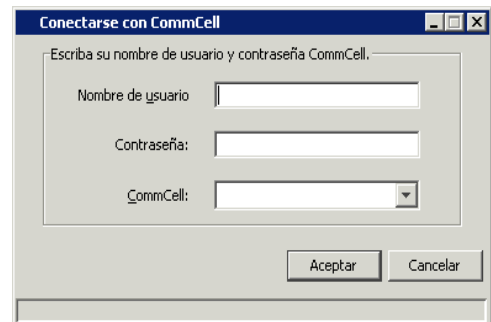 Conectarse con CommCell
Escriba su nombre de usuario y contraseña CommCell.
Nombre de usuario
Contraseña:
CommCell:
Aceptar Cancelar